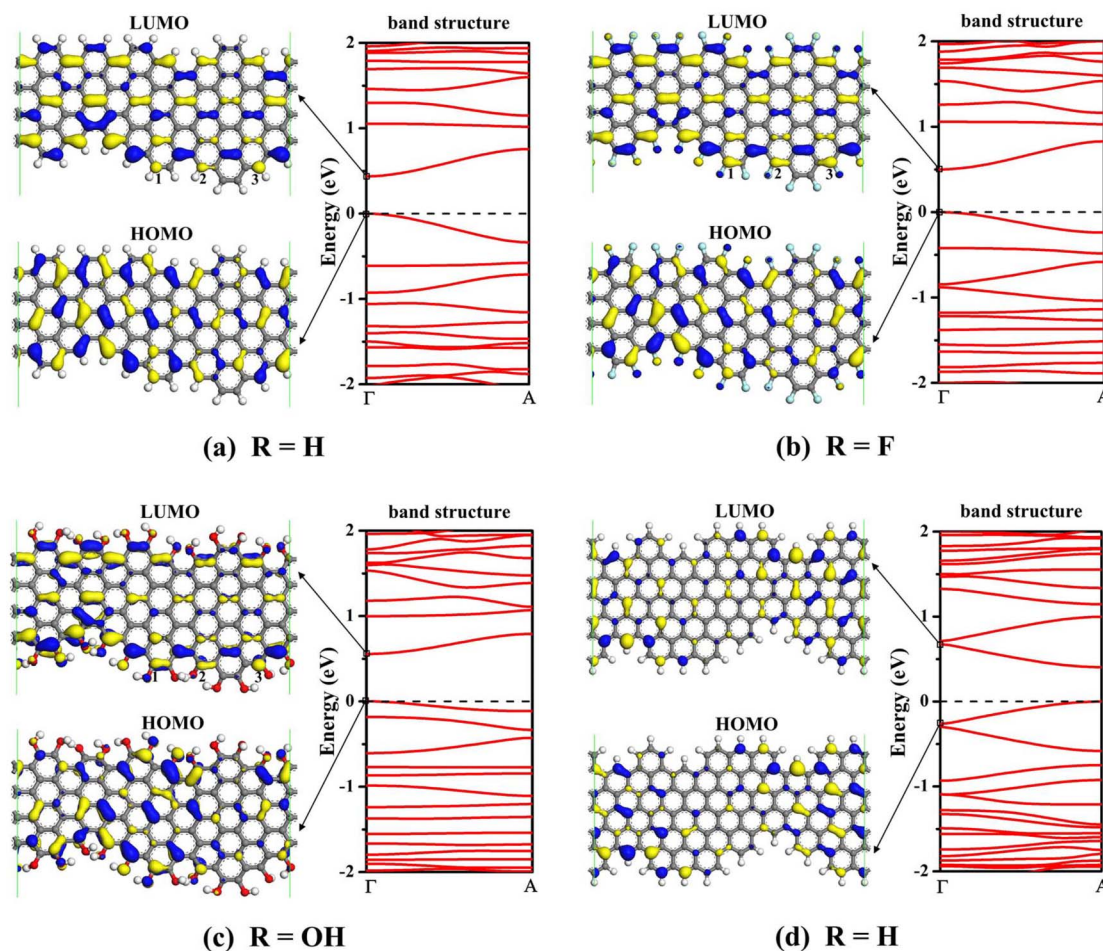 LUMO
band structure
2
1
0
-1
-2
Energy (eV)
1 2 3
HOMO
Γ A
(a) R = H
LUMO
band structure
2
1
0
-1
-2
Energy (eV)
1 2 3
HOMO
Γ A
(b) R = F
LUMO
band structure
2
1
0
-1
-2
Energy (eV)
1 2 3
HOMO
Γ A
(c) R = OH
LUMO
band structure
2
1
0
-1
-2
Energy (eV)
HOMO
Γ A
(d) R = H